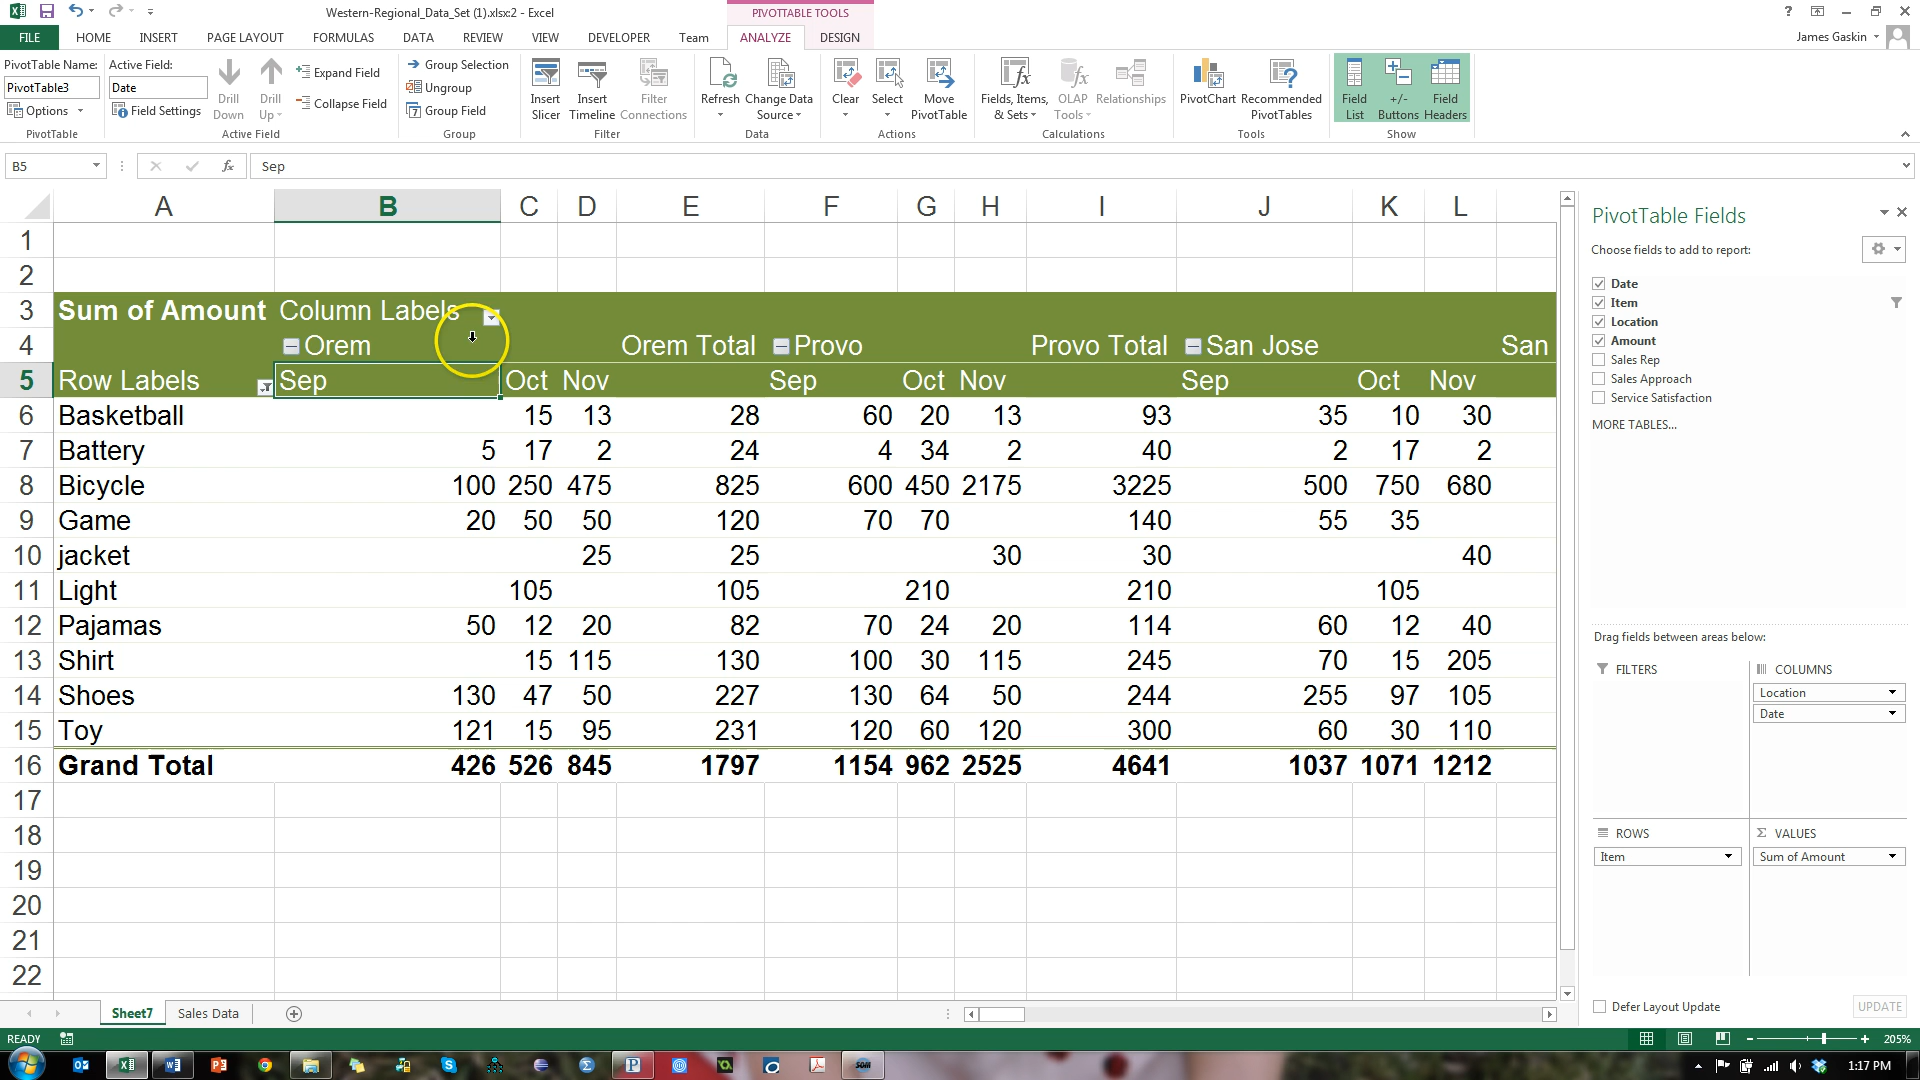 Western-Regional_Data_Set (1).xlsx:2 - Excel
PIVOTTABLE TOOLS
FILE HOME INSERT PAGE LAYOUT FORMULAS DATA REVIEW VIEW DEVELOPER Team ANALYZE DESIGN James Gaskin
PivotTable Name: Active Field:
PivotTable3 Date
Options Field Settings
Drill Down
Drill Up
Expand Field
Collapse Field
Group Selection
Ungroup
Group Field
Insert Slicer
Insert Timeline
Filter Connections
Refresh
Change Data Source
Clear
Select
Move PivotTable
Fields, Items, & Sets
OLAP Tools
Relationships
PivotChart
Recommended PivotTables
Field List
+/- Buttons
Field Headers
PivotTable Active Field Group Filter Data Actions Calculations Tools Show
B5 fx Sep
A B C D E F G H I J K L
1
2
3 Sum of Amount Column Labels
4 Orem Orem Total Provo Provo Total San Jose San
5 Row Labels Sep Oct Nov Sep Oct Nov Sep Oct Nov
6 Basketball 15 13 28 60 20 13 93 35 10 30
7 Battery 5 17 2 24 4 34 2 40 2 17 2
8 Bicycle 100 250 475 825 600 450 2175 3225 500 750 680
9 Game 20 50 50 120 70 70 140 55 35
10 jacket 25 25 30 30 40
11 Light 105 105 210 210 105
12 Pajamas 50 12 20 82 70 24 20 114 60 12 40
13 Shirt 15 115 130 100 30 115 245 70 15 205
14 Shoes 130 47 50 227 130 64 50 244 255 97 105
15 Toy 121 15 95 231 120 60 120 300 60 30 110
16 Grand Total 426 526 845 1797 1154 962 2525 4641 1037 1071 1212
17
18
19
20
21
22
PivotTable Fields
Choose fields to add to report:
Date
Item
Location
Amount
Sales Rep
Sales Approach
Service Satisfaction
MORE TABLES...
Drag fields between areas below:
FILTERS COLUMNS
Location
Date
ROWS Σ VALUES
Item Sum of Amount
Defer Layout Update UPDATE
Sheet7 Sales Data
READY 205%
1:17 PM